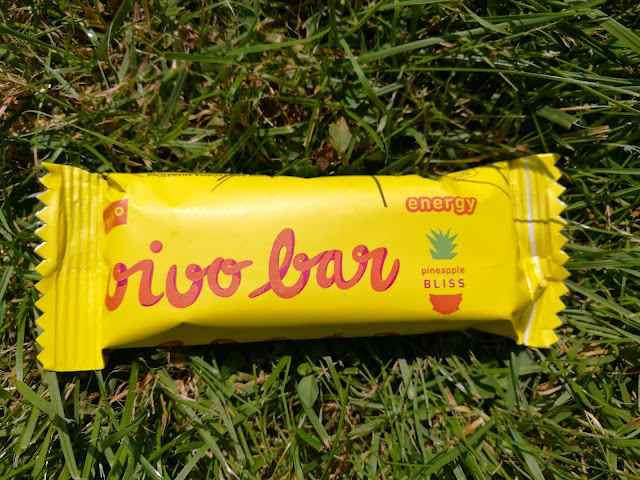 energy
vivo bar
pineapple
BLISS